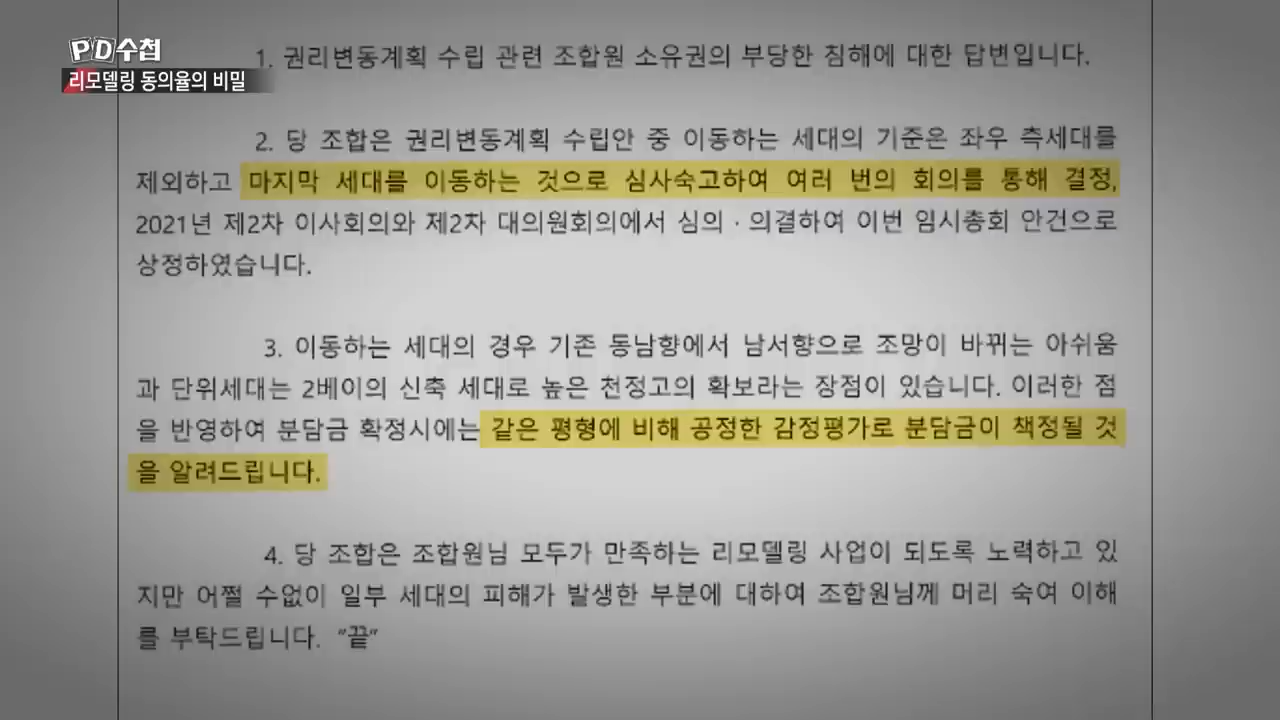 PD수첩
리모델링 동의율의 비밀
1. 권리변동계획 수립 관련 조합원 소유권의 부당한 침해에 대한 답변입니다.
2. 당 조합은 권리변동계획 수립안 중 이동하는 세대의 기준은 좌우 측세대를
제외하고 마지막 세대를 이동하는 것으로 심사숙고하여 여러 번의 회의를 통해 결정,
2021년 제2차 이사회의와 제2차 대의원회의에서 심의 · 의결하여 이번 임시총회 안건으로
상정하였습니다.
3. 이동하는 세대의 경우 기존 동남향에서 남서향으로 조망이 바뀌는 아쉬움
과 단위세대는 2베이의 신축 세대로 높은 천정고의 확보라는 장점이 있습니다. 이러한 점
을 반영하여 분담금 확정시에는 같은 평형에 비해 공정한 감정평가로 분담금이 책정될 것
을 알려드립니다.
4. 당 조합은 조합원님 모두가 만족하는 리모델링 사업이 되도록 노력하고 있
지만 어쩔 수없이 일부 세대의 피해가 발생한 부분에 대하여 조합원님께 머리 숙여 이해
를 부탁드립니다. "끝"